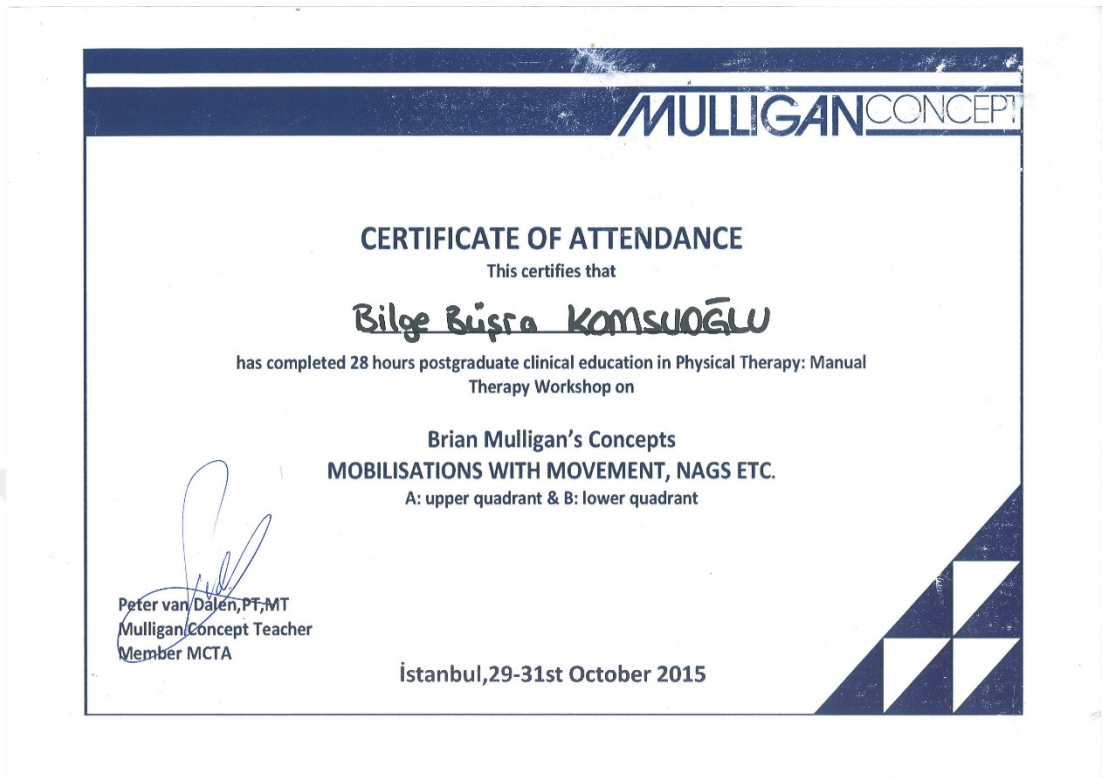 MULLIGANCONCEPT
CERTIFICATE OF ATTENDANCE
This certifies that
Bilge Büşra KOMSUOĞLU
has completed 28 hours postgraduate clinical education in Physical Therapy: Manual
Therapy Workshop on
Brian Mulligan's Concepts
MOBILISATIONS WITH MOVEMENT, NAGS ETC.
A: upper quadrant & B: lower quadrant
Peter van Dalen,PT,MT
Mulligan Concept Teacher
Member MCTA
İstanbul,29-31st October 2015